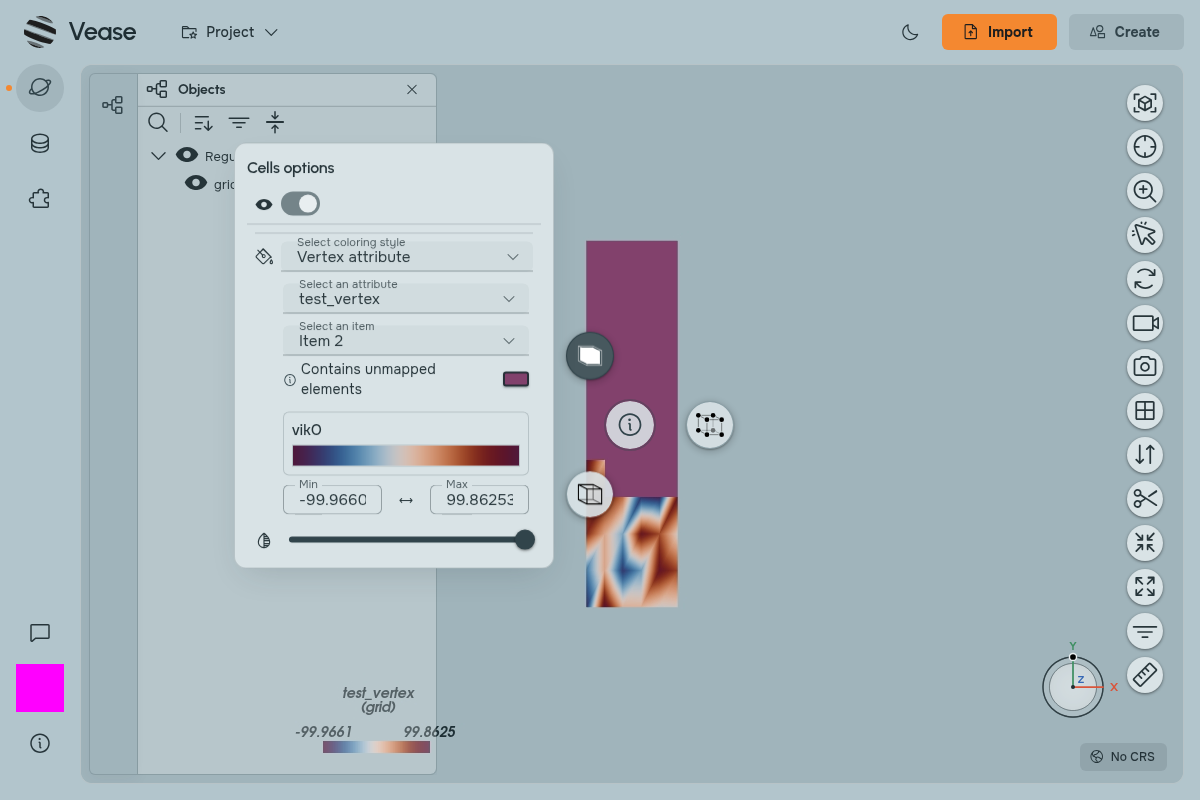 Vease
Project
Import
Create
Objects
Cells options
Select coloring style
Vertex attribute
Select an attribute
test_vertex
Select an item
Item 2
Contains unmapped
elements
vikO
Min
Max
-99.9660
99.86253
test_vertex
(grid)
-99.9661
99.8625
Y
Z
X
No CRS